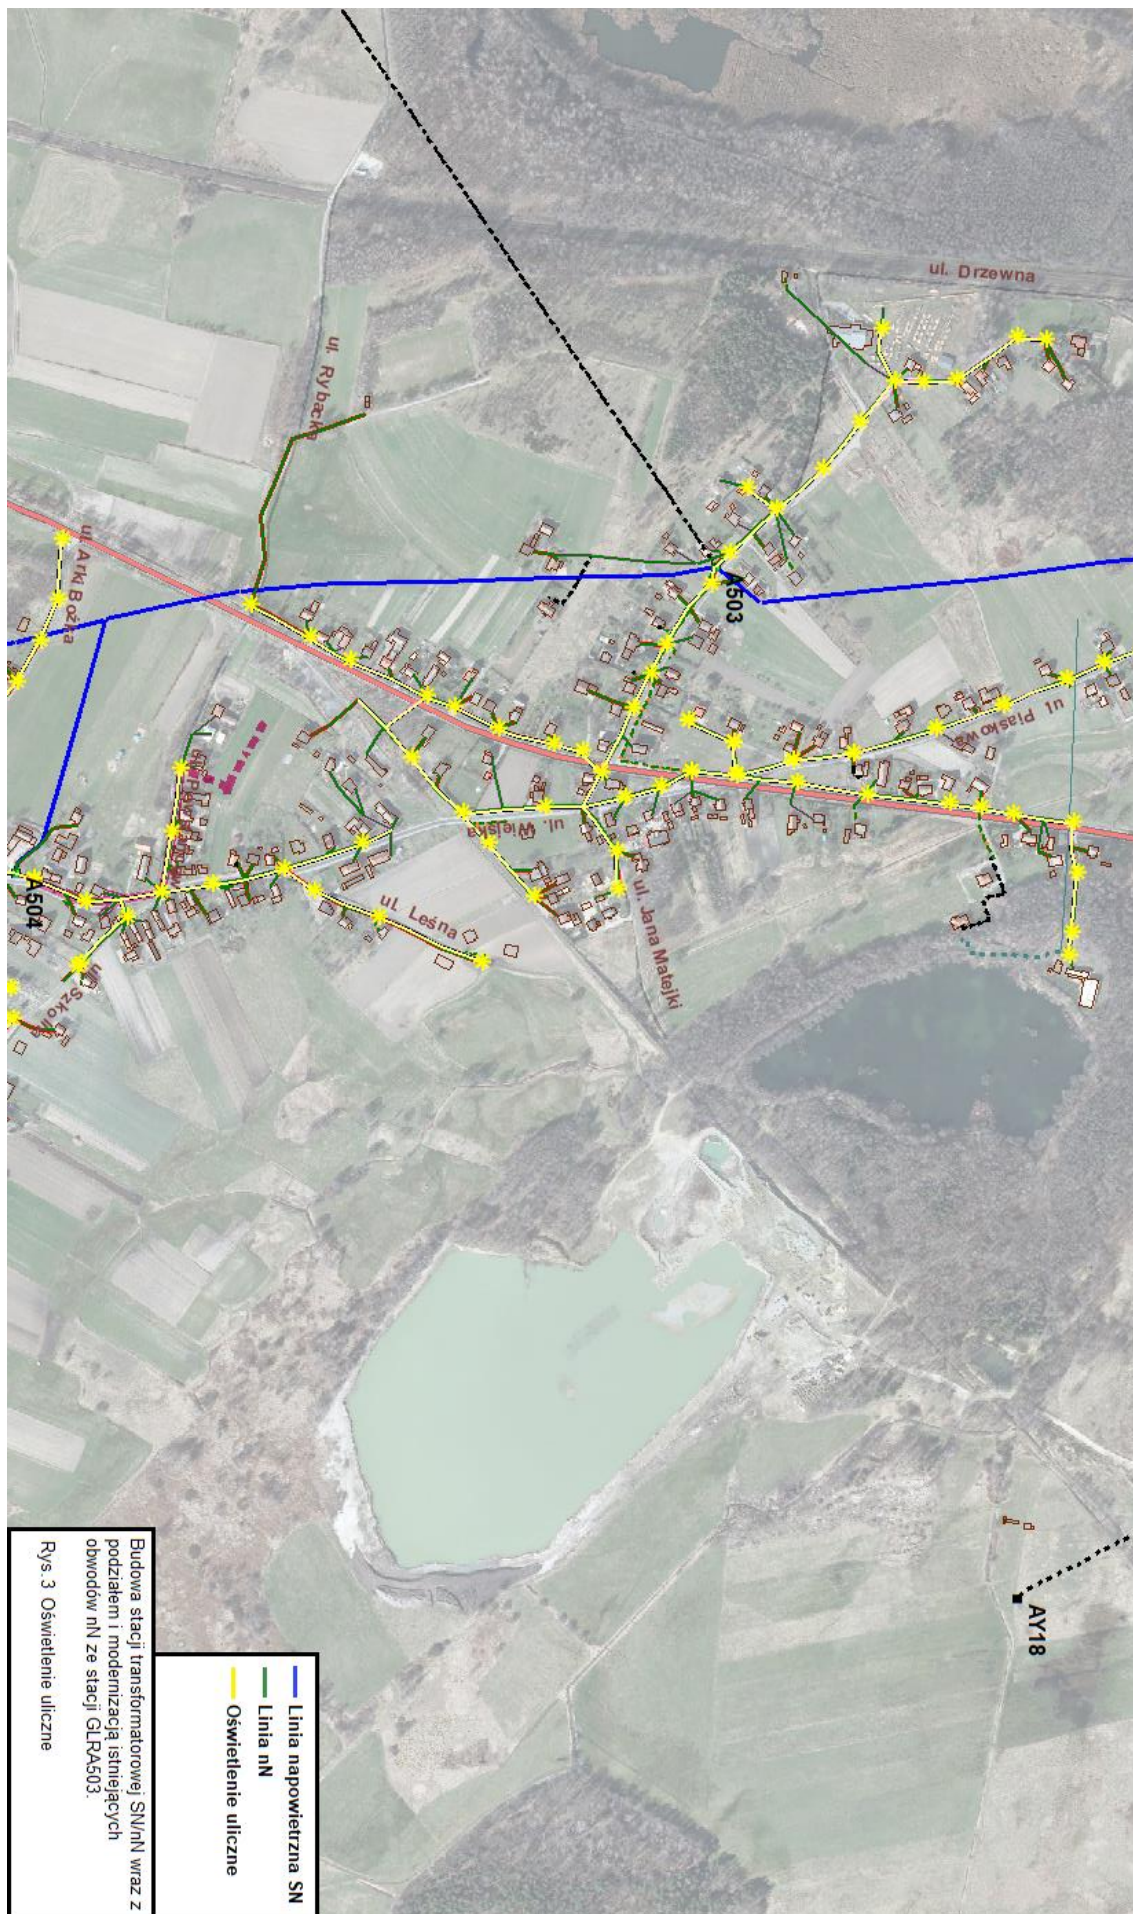 ul. Drzewna
ul. Rybacka
ul. Arki Bożka
A503
ul. Piaskowa
ul. Wiejska
ul. Jana Matejki
ul. Leśna
A504
AY18
Linia napowietrzna SN
Linia nN
Oświetlenie uliczne
Budowa stacji transformatorowej SN/nN wraz z
podziałem i modernizacją istniejących
obwodów nN ze stacji GLRA503.
Rys.3 Oświetlenie uliczne